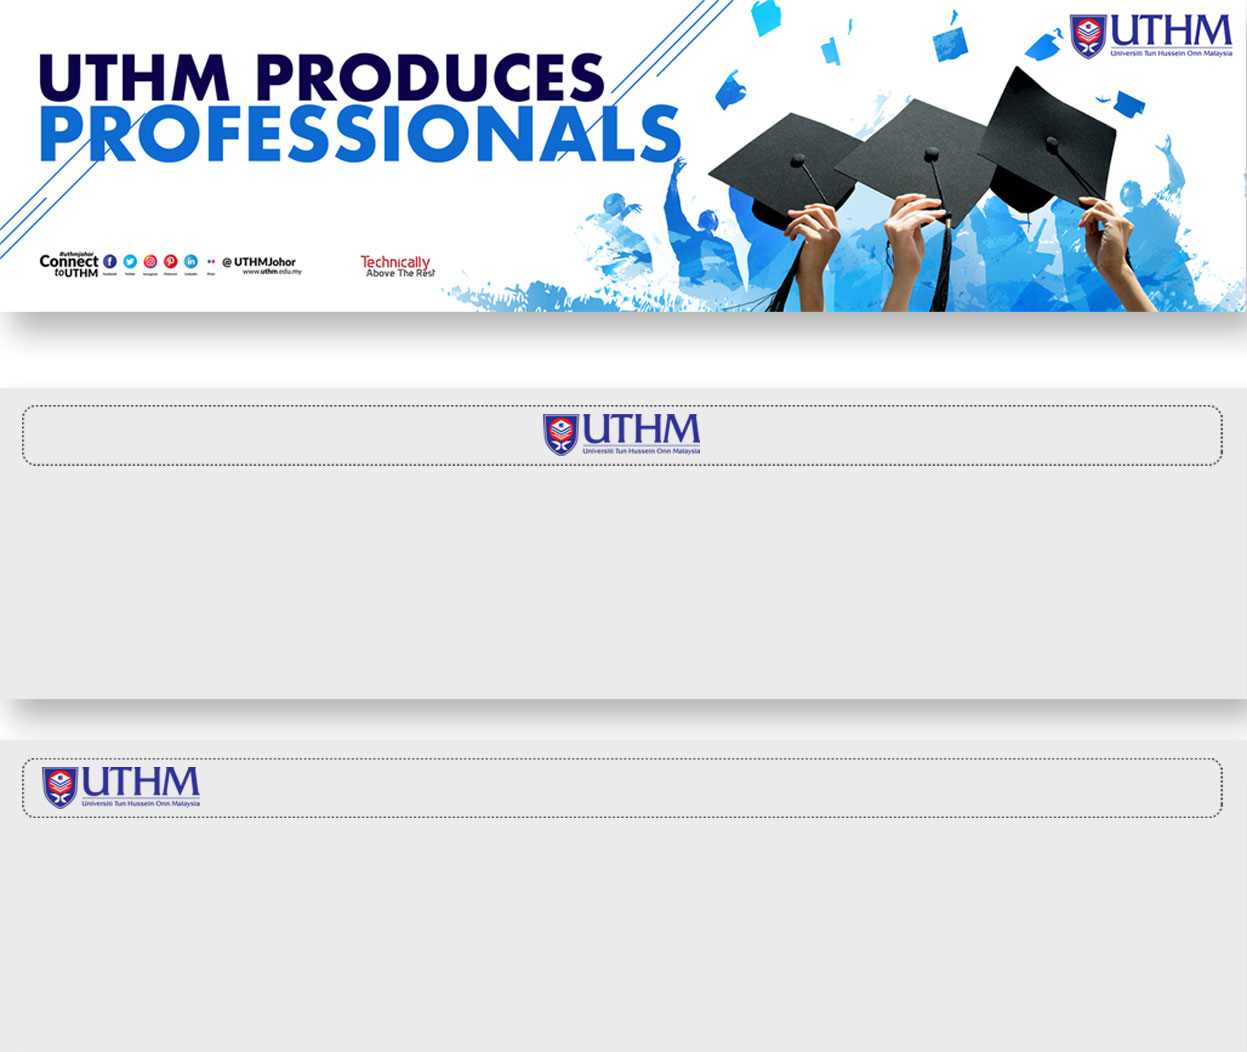 UTHM
Universiti Tun Hussein Onn Malaysia
UTHM PRODUCES
PROFESSIONALS
#uthmjohor
Connect
toUTHM
Facebook Twitter Instagram Pinterest LinkedIn Flickr
@UTHMJohor
www.uthm.edu.my
Technically
Above The Rest
UTHM
Universiti Tun Hussein Onn Malaysia
UTHM
Universiti Tun Hussein Onn Malaysia